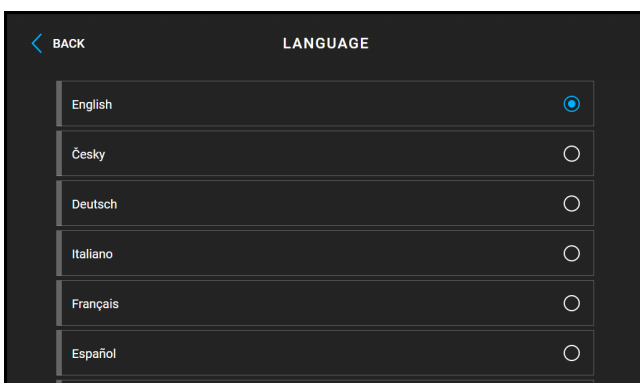 BACK
LANGUAGE
English
Česky
Deutsch
Italiano
Français
Español